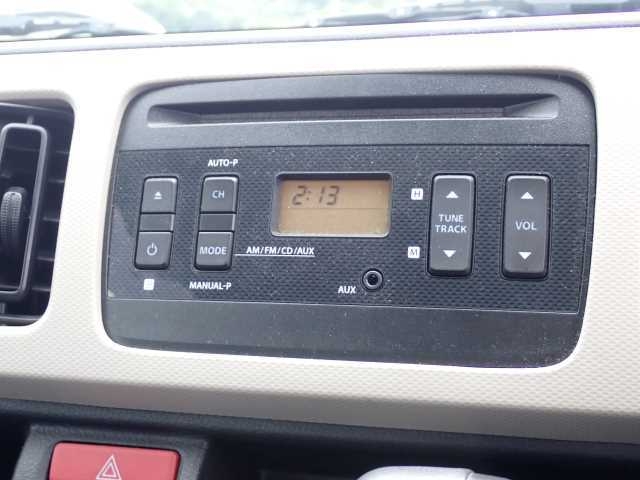 AUTO-P
CH
2:13
H
TUNE
TRACK
VOL
MODE
AM/FM/CD/AUX
M
MANUAL-P
AUX